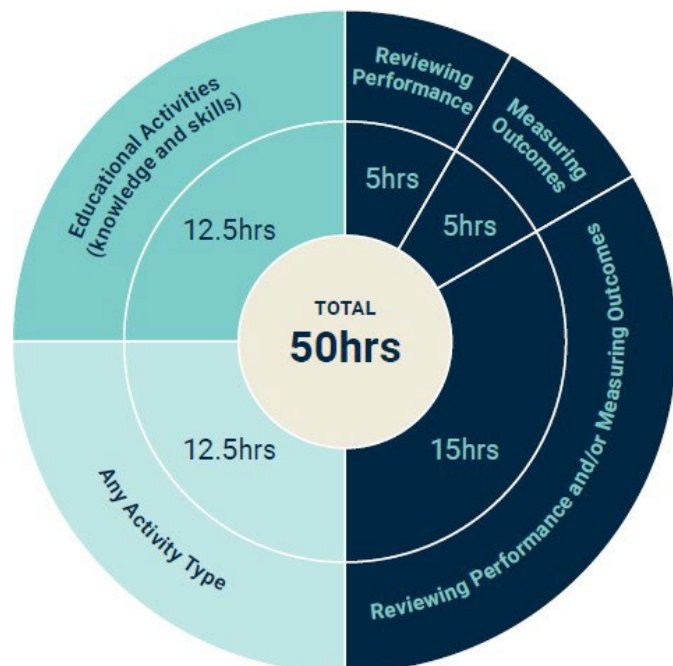 Educational Activities
(knowledge and skills)
12.5hrs
Reviewing
Performance
5hrs
Measuring
Outcomes
5hrs
TOTAL
50hrs
Reviewing Performance and/or Measuring Outcomes
15hrs
12.5hrs
Any Activity Type